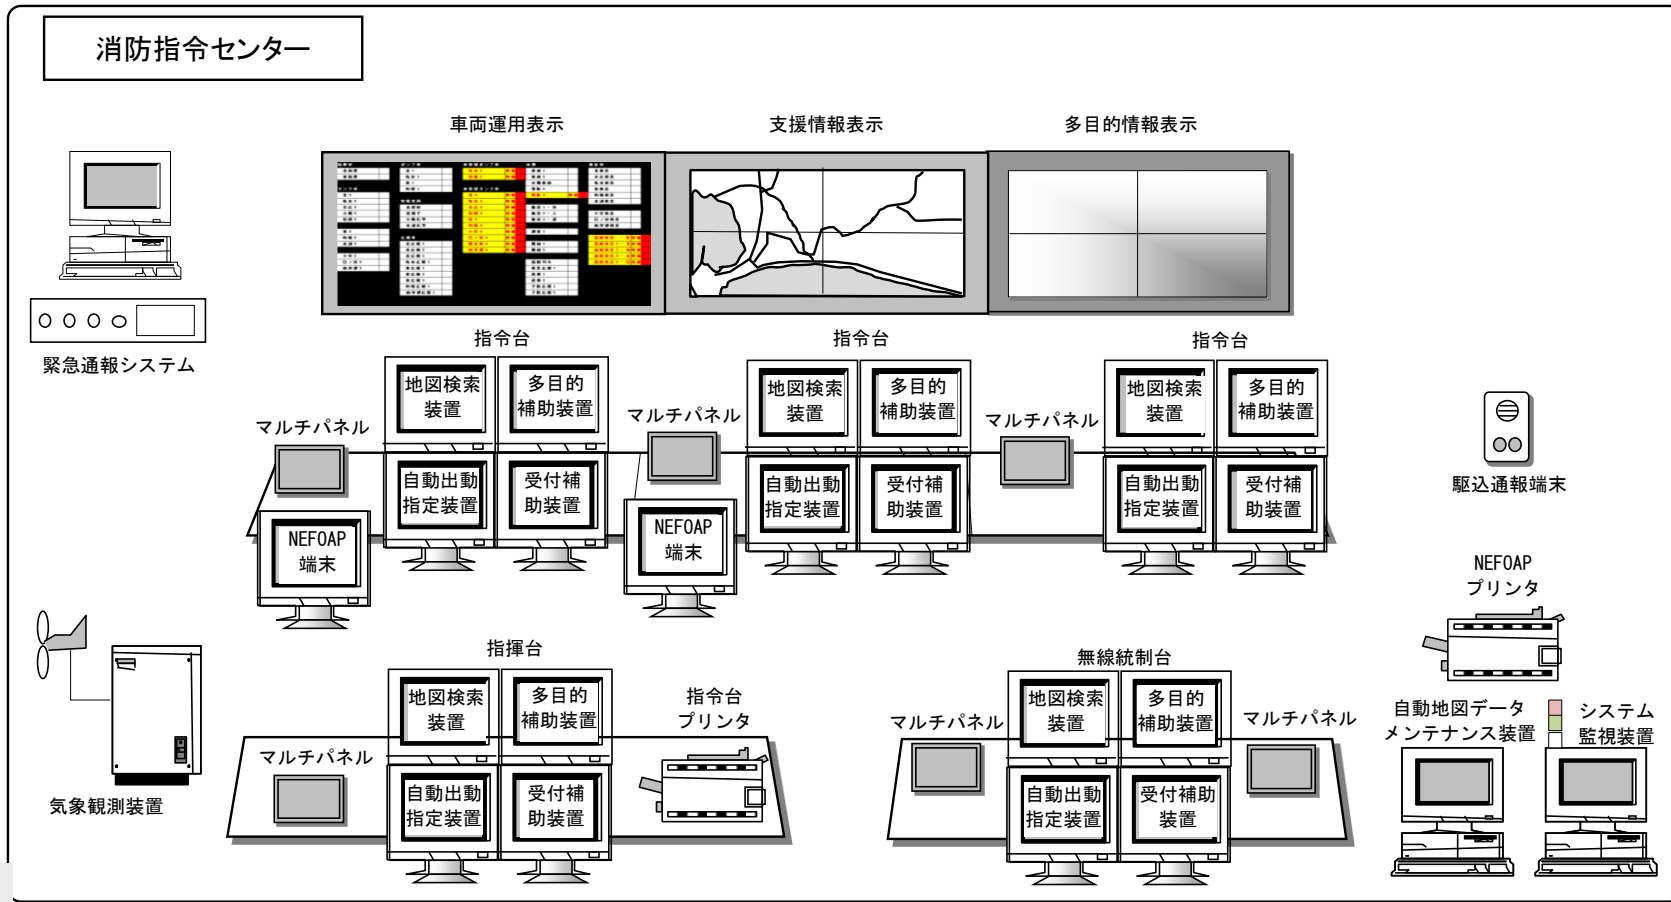 消防指令センター
車両運用表示
支援情報表示
多目的情報表示
緊急通報システム
指令台
指令台
指令台
地図検索
装置
多目的
補助装置
地図検索
装置
多目的
補助装置
地図検索
装置
多目的
補助装置
マルチパネル
マルチパネル
マルチパネル
自動出動
指定装置
受付補
助装置
自動出動
指定装置
受付補
助装置
自動出動
指定装置
受付補
助装置
駆込通報端末
NEFOAP
端末
NEFOAP
端末
NEFOAP
プリンタ
指揮台
無線統制台
地図検索
装置
多目的
補助装置
指令台
プリンタ
マルチパネル
地図検索
装置
多目的
補助装置
マルチパネル
自動地図データ
メンテナンス装置
システム
監視装置
マルチパネル
自動出動
指定装置
受付補
助装置
自動出動
指定装置
受付補助
装置
気象観測装置